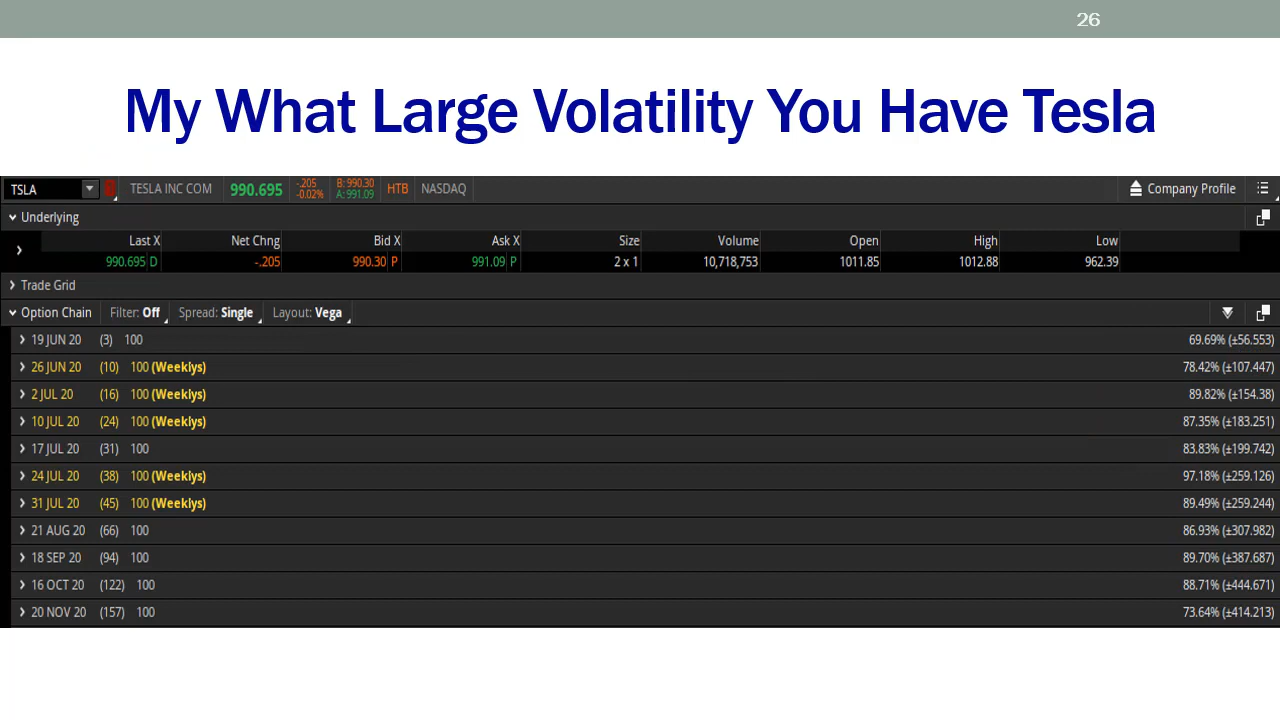 26
My What Large Volatility You Have Tesla
TSLA TESLA INC COM 990.695 -.205 -0.02% B: 990.30 A: 991.09 HTB NASDAQ Company Profile
Underlying
Last X Net Chng Bid X Ask X Size Volume Open High Low
990.695 D -.205 990.30 P 991.09 P 2 x 1 10,718,753 1011.85 1012.88 962.39
Trade Grid
Option Chain Filter: Off Spread: Single Layout: Vega
19 JUN 20 (3) 100 69.69% (±56.553)
26 JUN 20 (10) 100 (Weeklys) 78.42% (±107.447)
2 JUL 20 (16) 100 (Weeklys) 89.82% (±154.38)
10 JUL 20 (24) 100 (Weeklys) 87.35% (±183.251)
17 JUL 20 (31) 100 83.83% (±199.742)
24 JUL 20 (38) 100 (Weeklys) 97.18% (±259.126)
31 JUL 20 (45) 100 (Weeklys) 89.49% (±259.244)
21 AUG 20 (66) 100 86.93% (±307.982)
18 SEP 20 (94) 100 89.70% (±387.687)
16 OCT 20 (122) 100 88.71% (±444.671)
20 NOV 20 (157) 100 73.64% (±414.213)